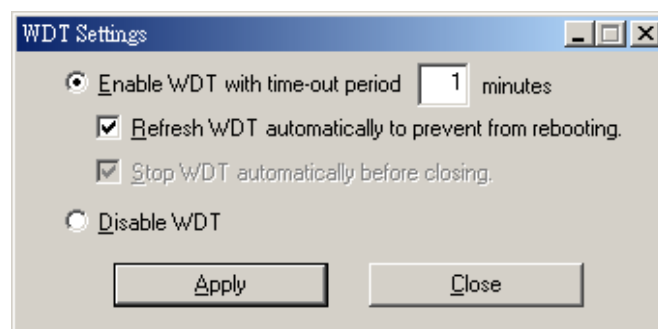 WDT Settings
Enable WDT with time-out period 1 minutes
Refresh WDT automatically to prevent from rebooting.
Stop WDT automatically before closing.
Disable WDT
Apply Close